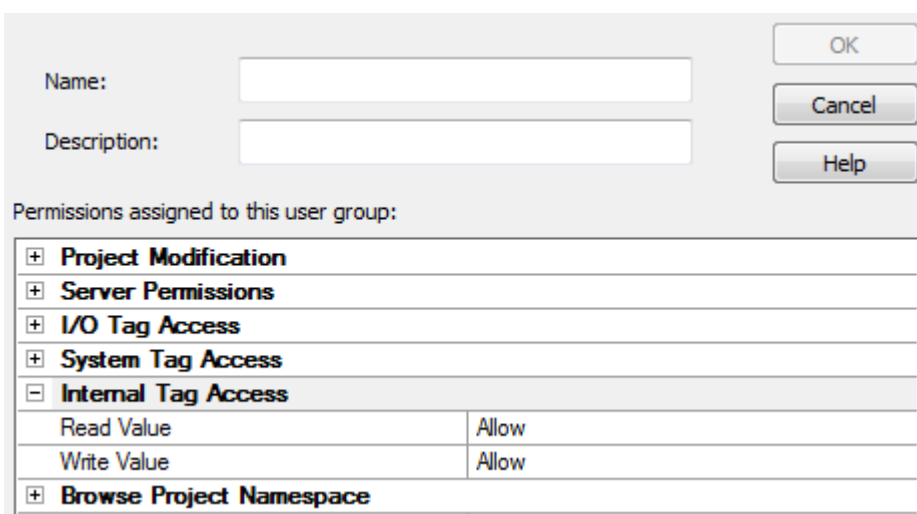 OK
Name:
Cancel
Description:
Help
Permissions assigned to this user group:
Project Modification
Server Permissions
I/O Tag Access
System Tag Access
Internal Tag Access
Read Value Allow
Write Value Allow
Browse Project Namespace